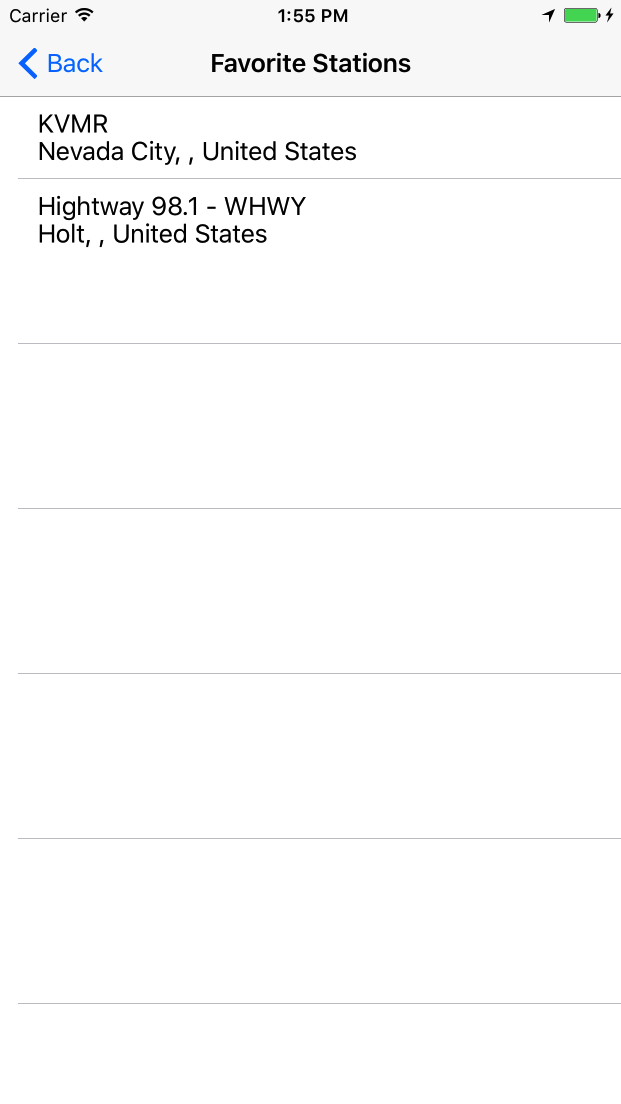 Carrier 1:55 PM
Back Favorite Stations
KVMR
Nevada City, , United States
Hightway 98.1 - WHWY
Holt, , United States